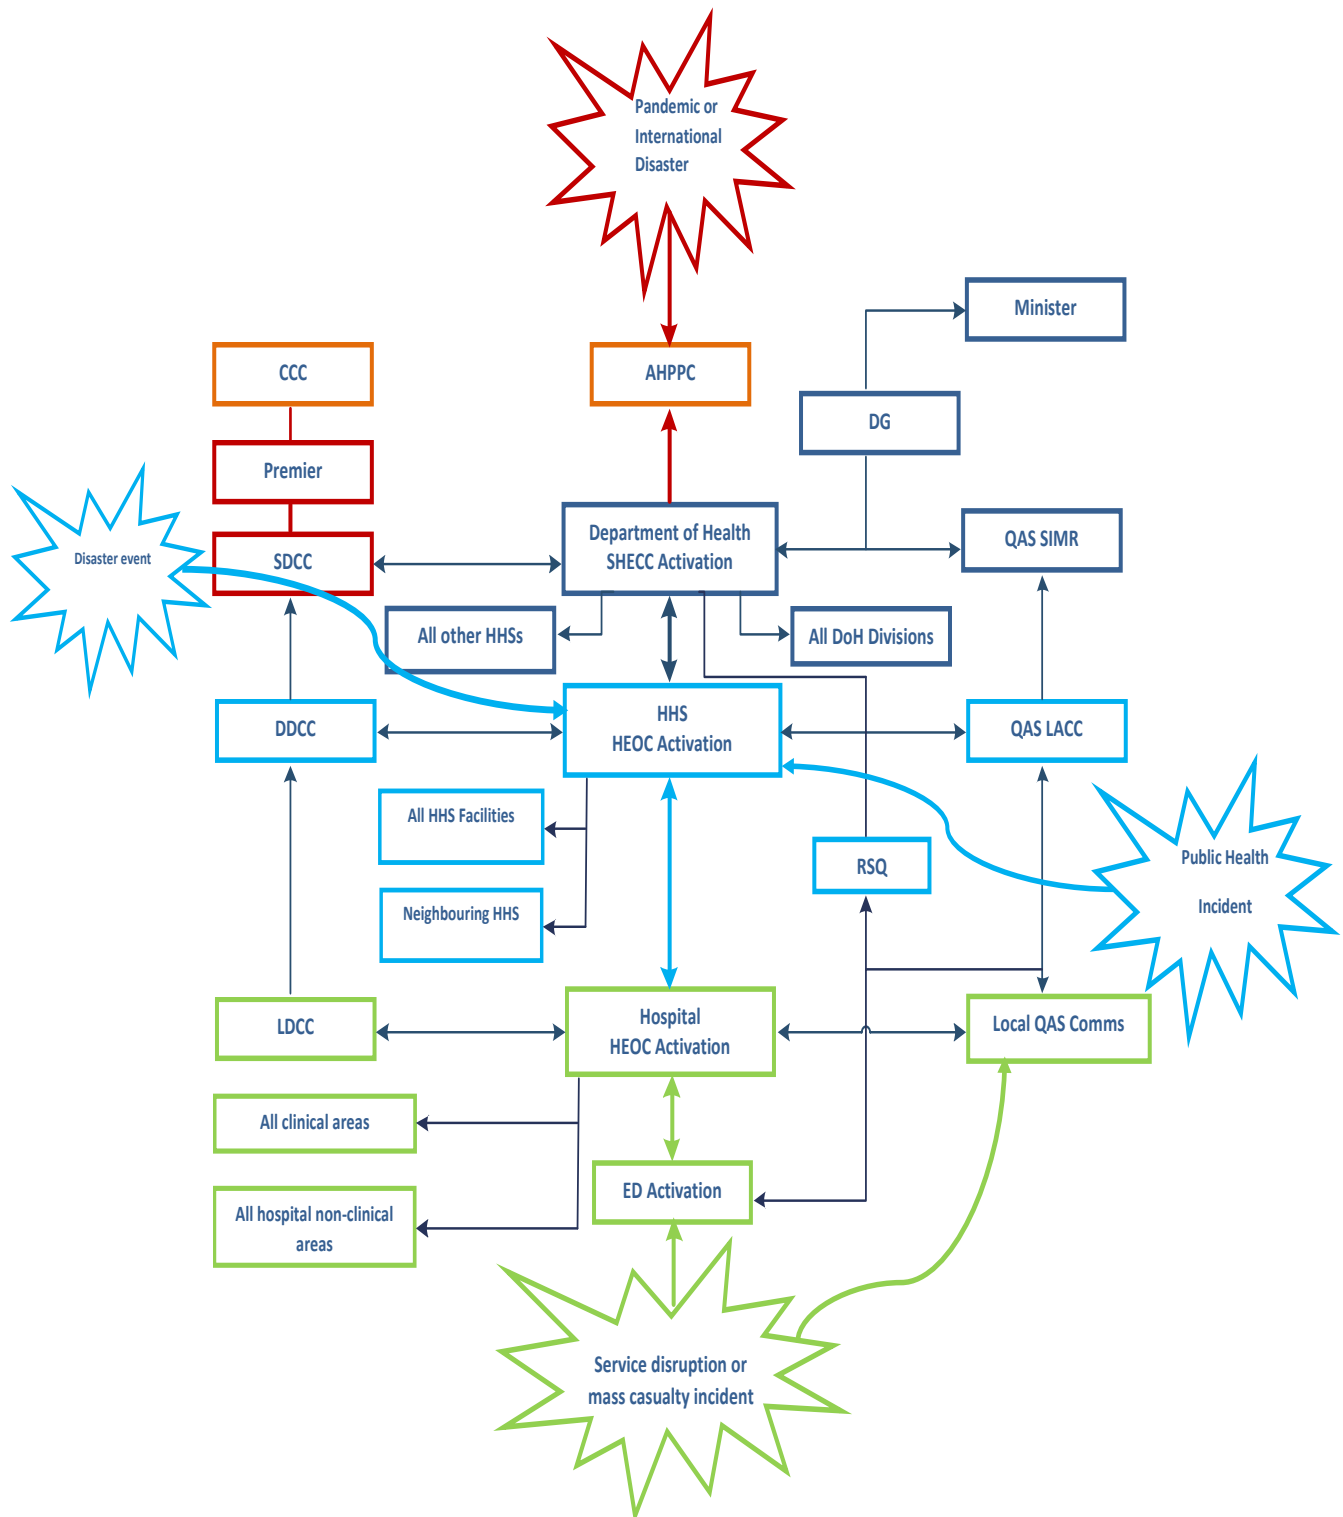 Pandemic or
International
Disaster
Minister
CCC
AHPPC
DG
Premier
Department of Health
SHECC Activation
QAS SIMR
Disaster event
SDCC
All other HHSs
All DoH Divisions
HHS
HEOC Activation
DDCC
QAS LACC
All HHS Facilities
Public Health
Incident
RSQ
Neighbouring HHS
Hospital
HEOC Activation
LDCC
Local QAS Comms
All clinical areas
ED Activation
All hospital non-clinical
areas
Service disruption or
mass casualty incident